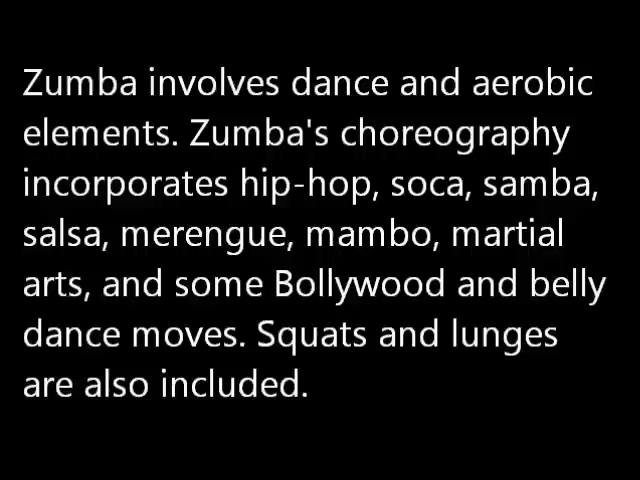 Zumba involves dance and aerobic
elements. Zumba's choreography
incorporates hip-hop, soca, samba,
salsa, merengue, mambo, martial
arts, and some Bollywood and belly
dance moves. Squats and lunges
are also included.